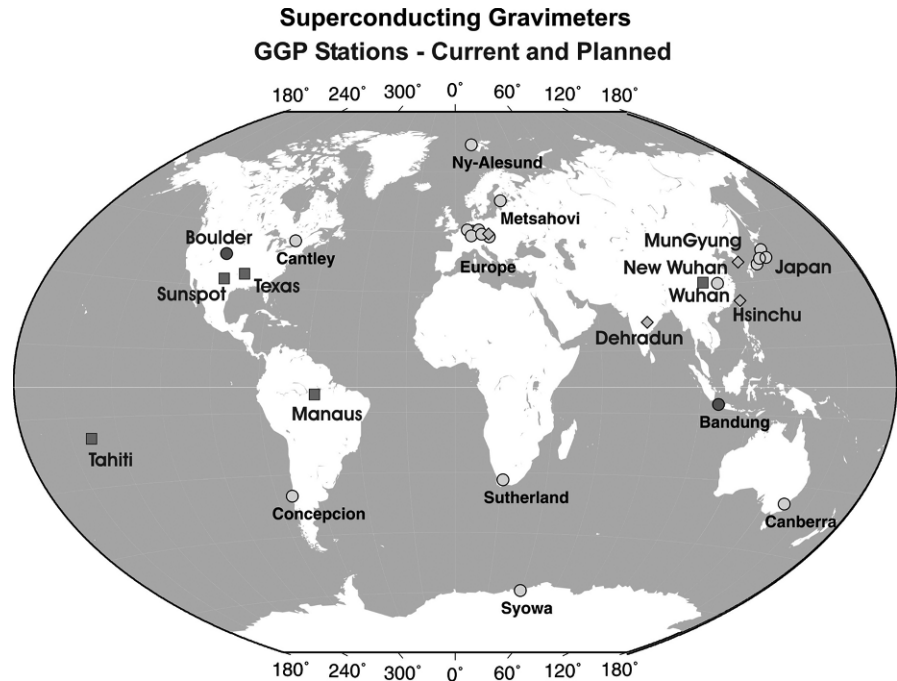 Superconducting Gravimeters
GGP Stations - Current and Planned
180° 240° 300° 0° 60° 120° 180°
Ny-Alesund
Metsahovi
Boulder
Cantley
Europe
MunGyung
Japan
New Wuhan
Sunspot
Texas
Wuhan
Hsinchu
Dehradun
Manaus
Bandung
Tahiti
Concepcion
Sutherland
Canberra
Syowa
180° 240° 300° 0° 60° 120° 180°